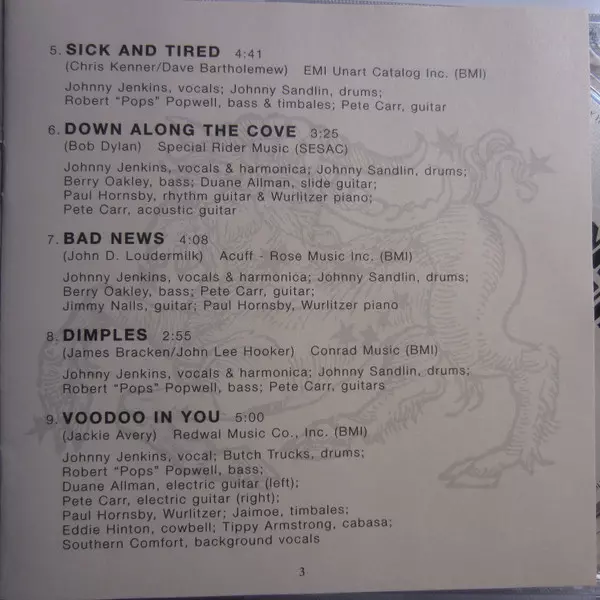 5. SICK AND TIRED 4:41
(Chris Kenner/Dave Bartholemew) EMI Unart Catalog Inc. (BMI)
Johnny Jenkins, vocals; Johnny Sandlin, drums;
Robert "Pops" Popwell, bass & timbales; Pete Carr, guitar
6. DOWN ALONG THE COVE 3:25
(Bob Dylan) Special Rider Music (SESAC)
Johnny Jenkins, vocals & harmonica; Johnny Sandlin, drums;
Berry Oakley, bass; Duane Allman, slide guitar;
Paul Hornsby, rhythm guitar & Wurlitzer piano;
Pete Carr, acoustic guitar
7. BAD NEWS 4:08
(John D. Loudermilk) Acuff - Rose Music Inc. (BMI)
Johnny Jenkins, vocals & harmonica; Johnny Sandlin, drums;
Berry Oakley, bass; Pete Carr, guitar;
Jimmy Nalls, guitar; Paul Hornsby, Wurlitzer piano
8. DIMPLES 2:55
(James Bracken/John Lee Hooker) Conrad Music (BMI)
Johnny Jenkins, vocals & harmonica; Johnny Sandlin, drums;
Robert "Pops" Popwell, bass; Pete Carr, guitars
9. VOODOO IN YOU 5:00
(Jackie Avery) Redwal Music Co., Inc. (BMI)
Johnny Jenkins, vocal; Butch Trucks, drums;
Robert "Pops" Popwell, bass;
Duane Allman, electric guitar (left);
Pete Carr, electric guitar (right);
Paul Hornsby, Wurlitzer; Jaimoe, timbales;
Eddie Hinton, cowbell; Tippy Armstrong, cabasa;
Southern Comfort, background vocals
3